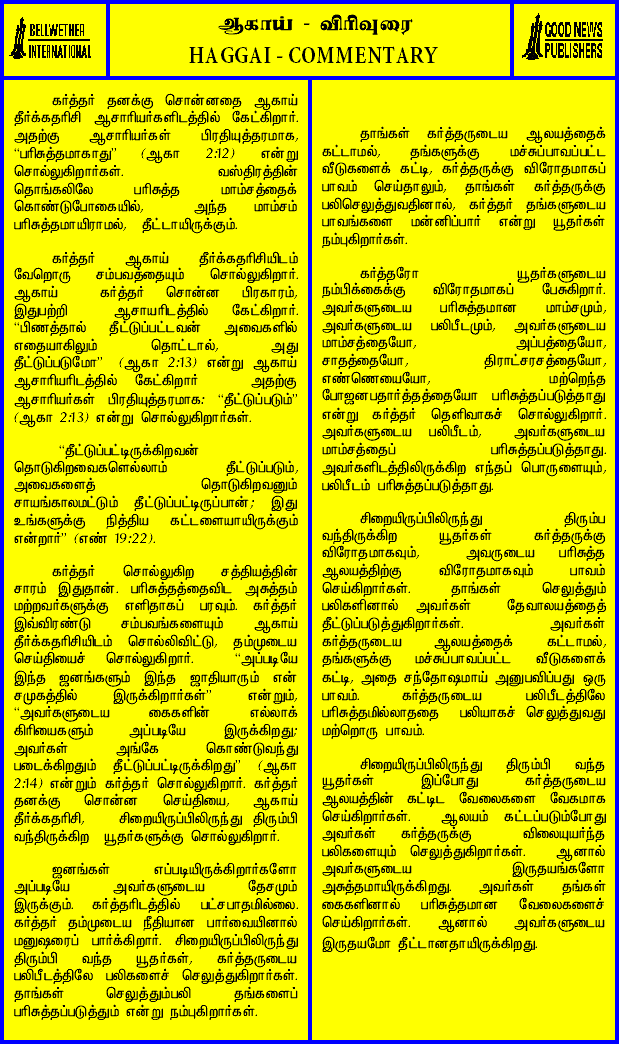 BELLWETHER
INTERNATIONAL
ஆகாய் - விரிவுரை
HAGGAI - COMMENTARY
GOOD NEWS
PUBLISHERS
கர்த்தர் தனக்கு சொன்னதை ஆகாய்
தீர்க்கதரிசி ஆசாரியர்களிடத்தில் கேட்கிறார்.
அதற்கு ஆசாரியர்கள் பிரதியுத்தரமாக,
“பரிசுத்தமாகாது” (ஆகா 2:12) என்று
சொல்லுகிறார்கள். வஸ்திரத்தின்
தொங்கலிலே பரிசுத்த மாம்சத்தைக்
கொண்டுபோகையில், அந்த மாம்சம்
பரிசுத்தமாயிராமல், தீட்டாயிருக்கும்.
கர்த்தர் ஆகாய் தீர்க்கதரிசியிடம்
வேறொரு சம்பவத்தையும் சொல்லுகிறார்.
ஆகாய் கர்த்தர் சொன்ன பிரகாரம்,
இதுபற்றி ஆசாயரிடத்தில் கேட்கிறார்.
“பிணத்தால் தீட்டுப்பட்டவன் அவைகளில்
எதையாகிலும் தொட்டால், அது
தீட்டுப்படுமோ” (ஆகா 2:13) என்று ஆகாய்
ஆசாரியரிடத்தில் கேட்கிறார் அதற்கு
ஆசாரியர்கள் பிரதியுத்தரமாக: “தீட்டுப்படும்”
(ஆகா 2:13) என்று சொல்லுகிறார்கள்.
“தீட்டுப்பட்டிருக்கிறவன்
தொடுகிறவைகளெல்லாம் தீட்டுப்படும்,
அவைகளைத் தொடுகிறவனும்
சாயங்காலமட்டும் தீட்டுப்பட்டிருப்பான்; இது
உங்களுக்கு நித்திய கட்டளையாயிருக்கும்
என்றார்” (எண் 19:22).
கர்த்தர் சொல்லுகிற சத்தியத்தின்
சாரம் இதுதான். பரிசுத்தத்தைவிட அசுத்தம்
மற்றவர்களுக்கு எளிதாகப் பரவும். கர்த்தர்
இவ்விரண்டு சம்பவங்களையும் ஆகாய்
தீர்க்கதரிசியிடம் சொல்லிவிட்டு, தம்முடைய
செய்தியைச் சொல்லுகிறார். “அப்படியே
இந்த ஜனங்களும் இந்த ஜாதியாரும் என்
சமுகத்தில் இருக்கிறார்கள்” என்றும்,
“அவர்களுடைய கைகளின் எல்லாக்
கிரியைகளும் அப்படியே இருக்கிறது;
அவர்கள் அங்கே கொண்டுவந்து
படைக்கிறதும் தீட்டுப்பட்டிருக்கிறது” (ஆகா
2:14) என்றும் கர்த்தர் சொல்லுகிறார். கர்த்தர்
தனக்கு சொன்ன செய்தியை, ஆகாய்
தீர்க்கதரிசி, சிறையிருப்பிலிருந்து திரும்பி
வந்திருக்கிற யூதர்களுக்கு சொல்லுகிறார்.
ஜனங்கள் எப்படியிருக்கிறார்களோ
அப்படியே அவர்களுடைய தேசமும்
இருக்கும். கர்த்தரிடத்தில் பட்சபாதமில்லை.
கர்த்தர் தம்முடைய நீதியான பார்வையினால்
மனுஷரைப் பார்க்கிறார். சிறையிருப்பிலிருந்து
திரும்பி வந்த யூதர்கள், கர்த்தருடைய
பலிபீடத்திலே பலிகளைச் செலுத்துகிறார்கள்.
தாங்கள் செலுத்தும்பலி தங்களைப்
பரிசுத்தப்படுத்தும் என்று நம்புகிறார்கள்.
தாங்கள் கர்த்தருடைய ஆலயத்தைக்
கட்டாமல், தங்களுக்கு மச்சுப்பாவப்பட்ட
வீடுகளைக் கட்டி, கர்த்தருக்கு விரோதமாகப்
பாவம் செய்தாலும், தாங்கள் கர்த்தருக்கு
பலிசெலுத்துவதினால், கர்த்தர் தங்களுடைய
பாவங்களை மன்னிப்பார் என்று யூதர்கள்
நம்புகிறார்கள்.
கர்த்தரோ யூதர்களுடைய
நம்பிக்கைக்கு விரோதமாகப் பேசுகிறார்.
அவர்களுடைய பரிசுத்தமான மாம்சமும்,
அவர்களுடைய பலிபீடமும், அவர்களுடைய
மாம்சத்தையோ, அப்பத்தையோ,
சாதத்தையோ, திராட்சரசத்தையோ,
எண்ணெயையோ, மற்றெந்த
போஜனபதார்த்தத்தையோ பரிசுத்தப்படுத்தாது
என்று கர்த்தர் தெளிவாகச் சொல்லுகிறார்.
அவர்களுடைய பலிபீடம், அவர்களுடைய
மாம்சத்தைப் பரிசுத்தப்படுத்தாது.
அவர்களிடத்திலிருக்கிற எந்தப் பொருளையும்,
பலிபீடம் பரிசுத்தப்படுத்தாது.
சிறையிருப்பிலிருந்து திரும்ப
வந்திருக்கிற யூதர்கள் கர்த்தருக்கு
விரோதமாகவும், அவருடைய பரிசுத்த
ஆலயத்திற்கு விரோதமாகவும் பாவம்
செய்கிறார்கள். தாங்கள் செலுத்தும்
பலிகளினால் அவர்கள் தேவாலயத்தைத்
தீட்டுப்படுத்துகிறார்கள். அவர்கள்
கர்த்தருடைய ஆலயத்தைக் கட்டாமல்,
தங்களுக்கு மச்சுப்பாவப்பட்ட வீடுகளைக்
கட்டி, அதை சந்தோஷமாய் அனுபவிப்பது ஒரு
பாவம். கர்த்தருடைய பலிபீடத்திலே
பரிசுத்தமில்லாததை பலியாகச் செலுத்துவது
மற்றொரு பாவம்.
சிறையிருப்பிலிருந்து திரும்பி வந்த
யூதர்கள் இப்போது கர்த்தருடைய
ஆலயத்தின் கட்டிட வேலைகளை வேகமாக
செய்கிறார்கள். ஆலயம் கட்டப்படும்போது
அவர்கள் கர்த்தருக்கு விலையுயர்ந்த
பலிகளையும் செலுத்துகிறார்கள். ஆனால்
அவர்களுடைய இருதயங்களோ
அசுத்தமாயிருக்கிறது. அவர்கள் தங்கள்
கைகளினால் பரிசுத்தமான வேலைகளைச்
செய்கிறார்கள். ஆனால் அவர்களுடைய
இருதயமோ தீட்டானதாயிருக்கிறது.